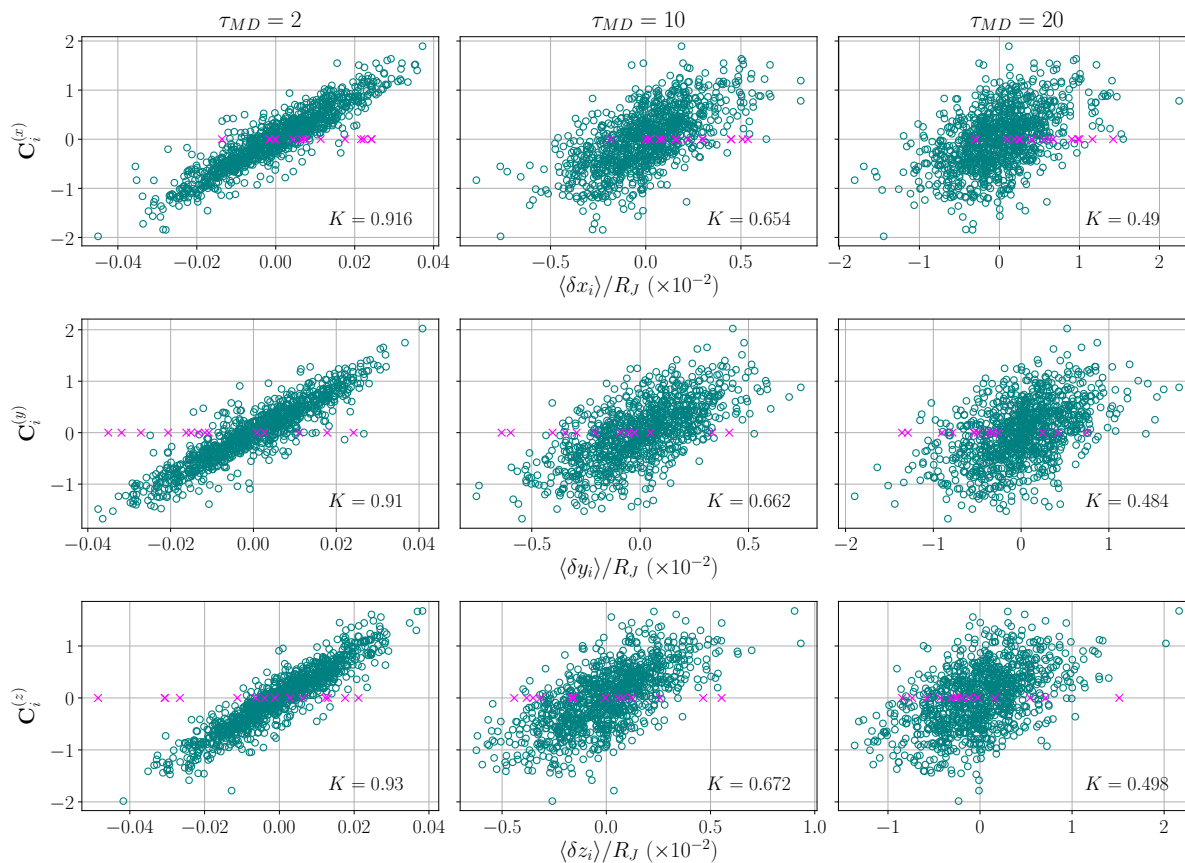 τ_MD = 2
τ_MD = 10
τ_MD = 20
C_i^(x)
2
1
0
−1
−2
K = 0.916
K = 0.654
K = 0.49
−0.04 −0.02 0.00 0.02 0.04
−0.5 0.0 0.5
−2 −1 0 1 2
⟨δx_i⟩/R_J (×10^−2)
C_i^(y)
2
1
0
−1
K = 0.91
K = 0.662
K = 0.484
−0.04 −0.02 0.00 0.02 0.04
−0.5 0.0 0.5
−2 −1 0 1
⟨δy_i⟩/R_J (×10^−2)
C_i^(z)
1
0
−1
−2
K = 0.93
K = 0.672
K = 0.498
−0.04 −0.02 0.00 0.02 0.04
−0.5 0.0 0.5 1.0
−1 0 1 2
⟨δz_i⟩/R_J (×10^−2)